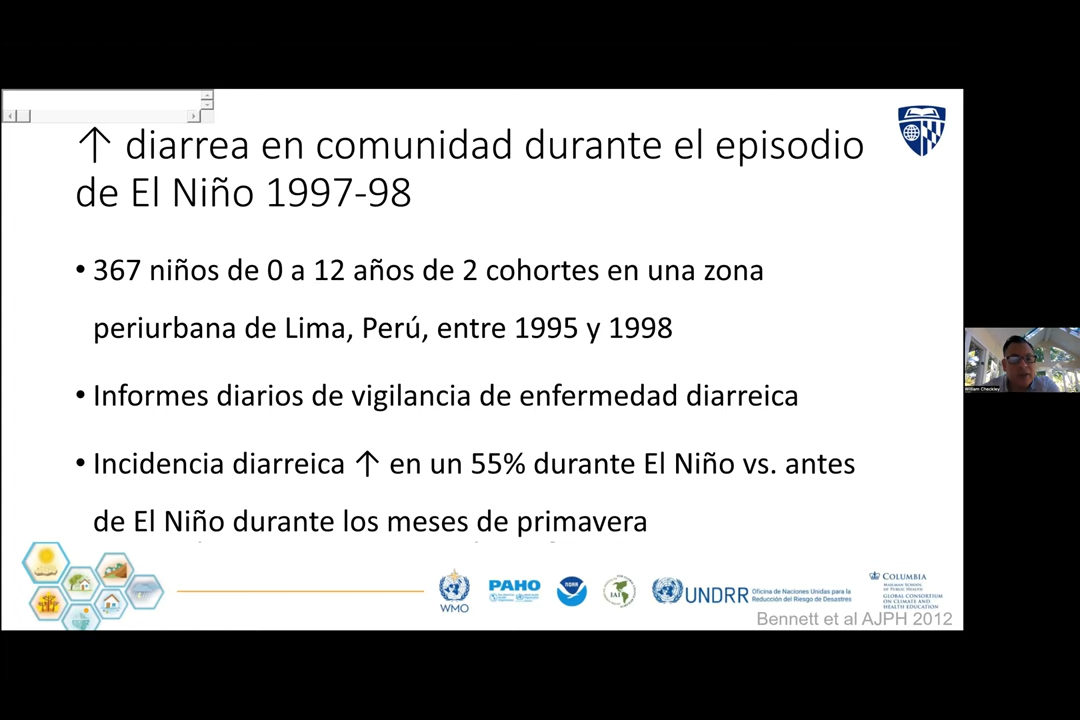 ↑ diarrea en comunidad durante el episodio
de El Niño 1997-98
• 367 niños de 0 a 12 años de 2 cohortes en una zona
periurbana de Lima, Perú, entre 1995 y 1998
• Informes diarios de vigilancia de enfermedad diarreica
• Incidencia diarreica ↑ en un 55% durante El Niño vs. antes
de El Niño durante los meses de primavera
William Checkley
WMO
PAHO
NOAA
IAI
UNDRR
Oficina de Naciones Unidas para la
Reducción del Riesgo de Desastres
COLUMBIA
MAILMAN SCHOOL
OF PUBLIC HEALTH
GLOBAL CONSORTIUM
ON CLIMATE AND
HEALTH EDUCATION
Bennett et al AJPH 2012